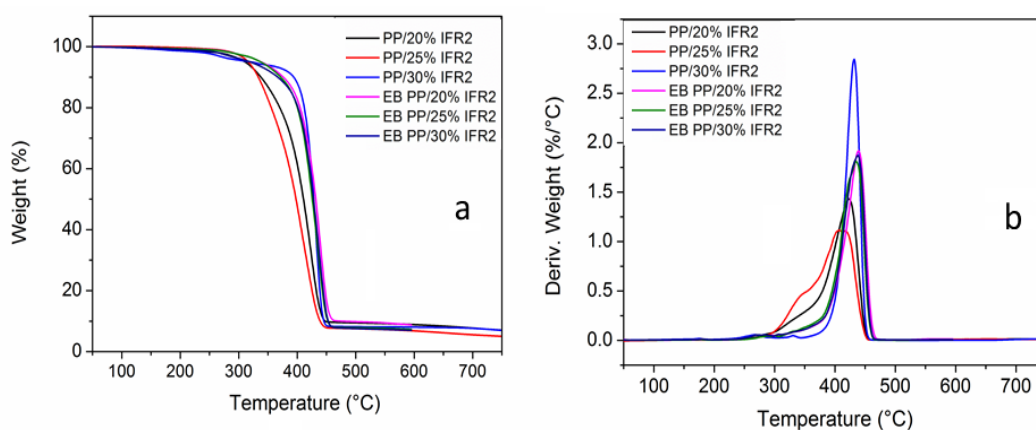 PP/20% IFR2
PP/25% IFR2
PP/30% IFR2
EB PP/20% IFR2
EB PP/25% IFR2
EB PP/30% IFR2
a
Weight (%)
100
80
60
40
20
0
100 200 300 400 500 600 700
Temperature (°C)
PP/20% IFR2
PP/25% IFR2
PP/30% IFR2
EB PP/20% IFR2
EB PP/25% IFR2
EB PP/30% IFR2
b
Deriv. Weight (%/°C)
3.0
2.5
2.0
1.5
1.0
0.5
0.0
100 200 300 400 500 600 700
Temperature (°C)